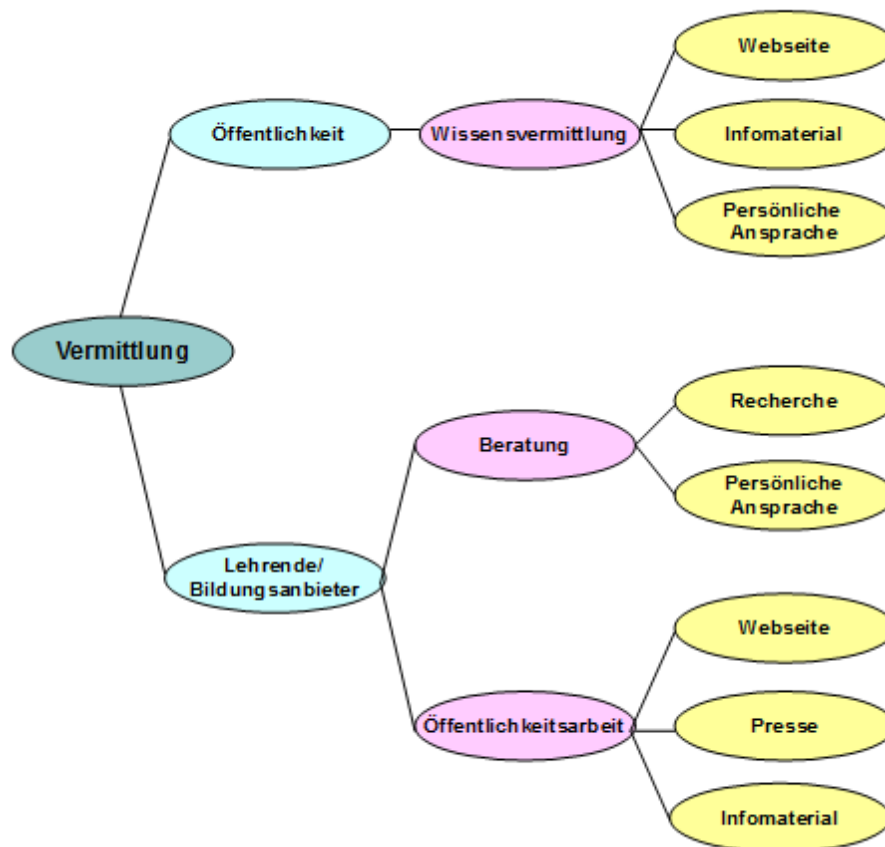 Webseite
Öffentlichkeit
Wissensvermittlung
Infomaterial
Persönliche
Ansprache
Vermittlung
Recherche
Beratung
Persönliche
Ansprache
Lehrende/
Bildungsanbieter
Webseite
Öffentlichkeitsarbeit
Presse
Infomaterial